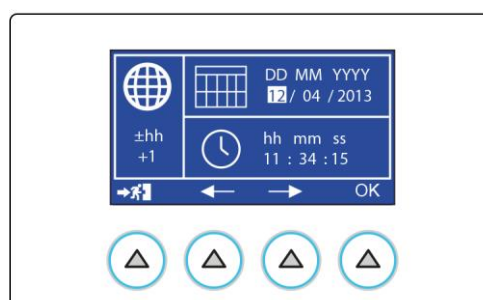 DD MM YYYY
12/ 04 / 2013
±hh
+1
hh mm ss
11 : 34 : 15
OK